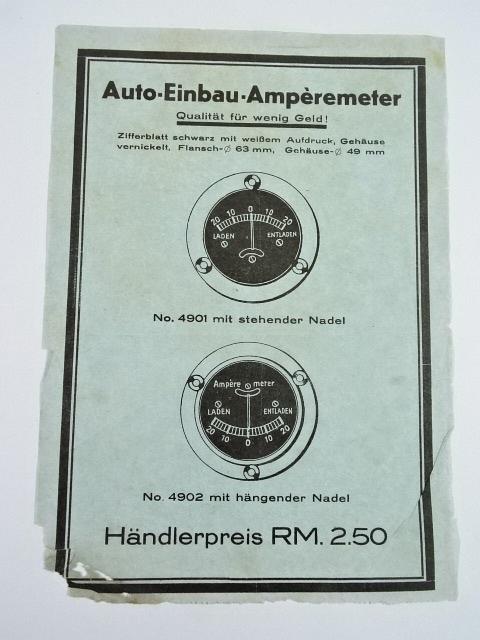 Auto-Einbau-Ampèremeter
Qualität für wenig Geld!
Zifferblatt schwarz mit weißem Aufdruck, Gehäuse
vernickelt, Flansch-∅ 63 mm, Gehäuse-∅ 49 mm
20 10 0 10 20
LADEN ENTLADEN
No. 4901 mit stehender Nadel
Ampère meter
LADEN ENTLADEN
20 10 0 10 20
No. 4902 mit hängender Nadel
Händlerpreis RM. 2.50